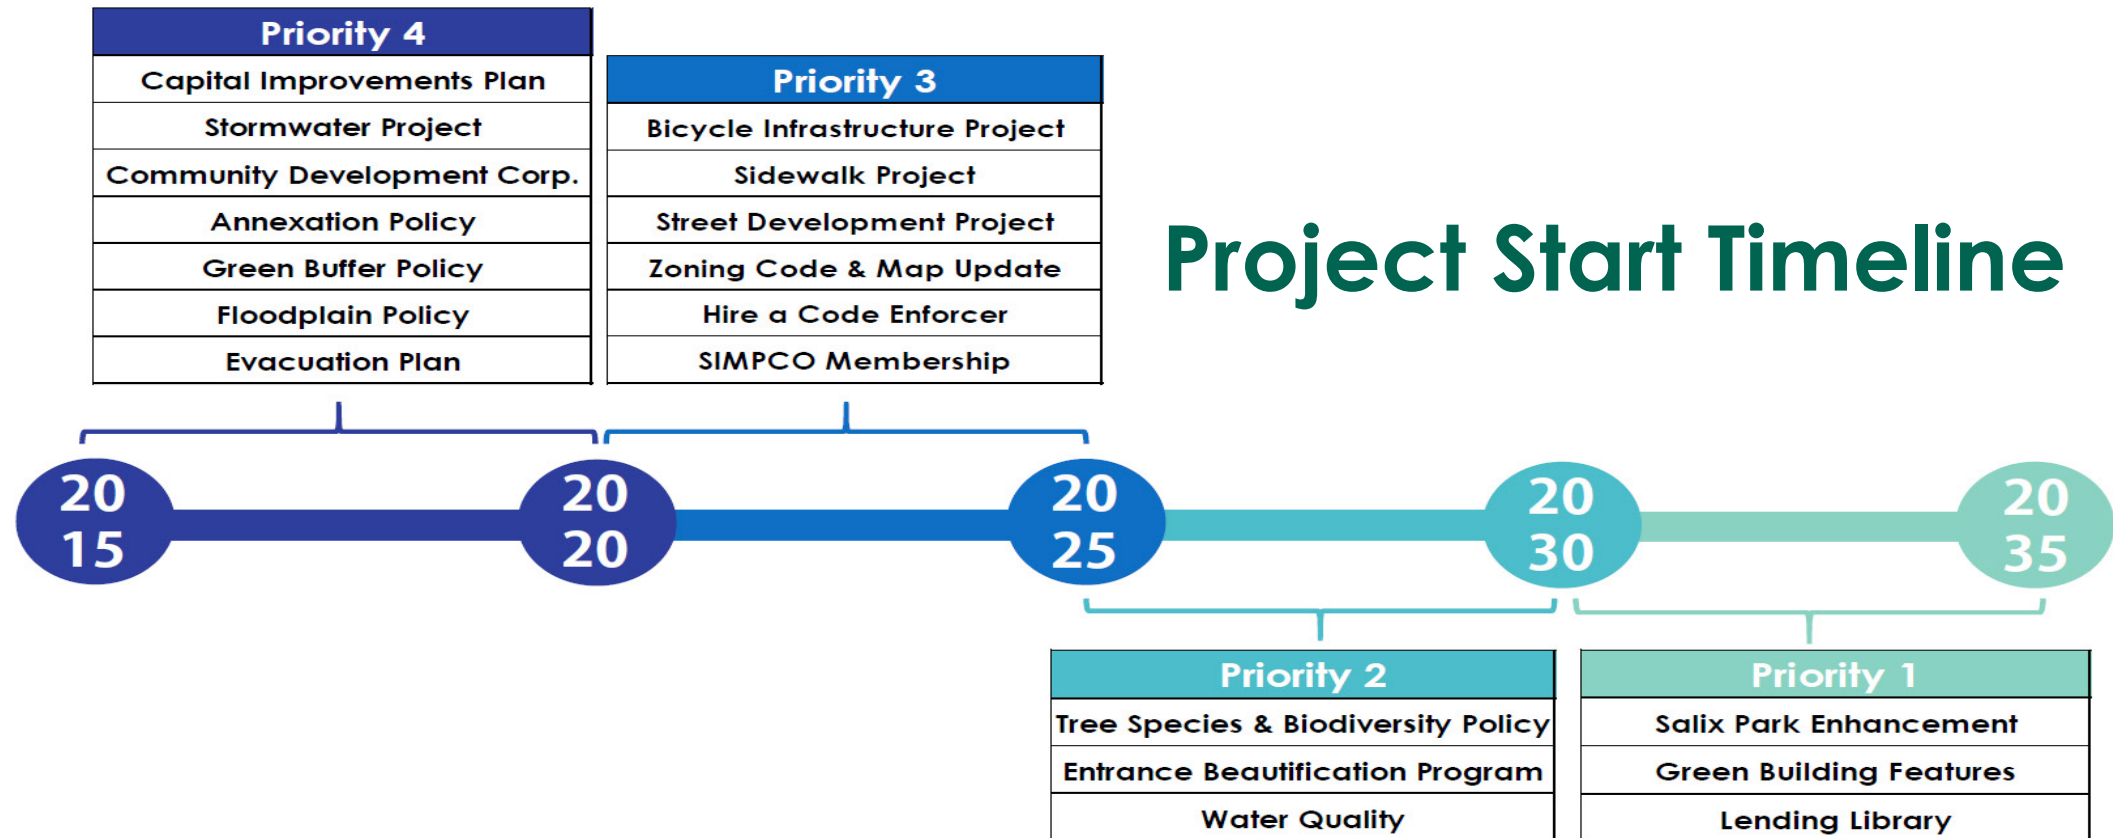 Priority 4
Capital Improvements Plan
Stormwater Project
Community Development Corp.
Annexation Policy
Green Buffer Policy
Floodplain Policy
Evacuation Plan
Priority 3
Bicycle Infrastructure Project
Sidewalk Project
Street Development Project
Zoning Code & Map Update
Hire a Code Enforcer
SIMPCO Membership
Project Start Timeline
20
15
20
20
20
25
20
30
20
35
Priority 2
Tree Species & Biodiversity Policy
Entrance Beautification Program
Water Quality
Priority 1
Salix Park Enhancement
Green Building Features
Lending Library